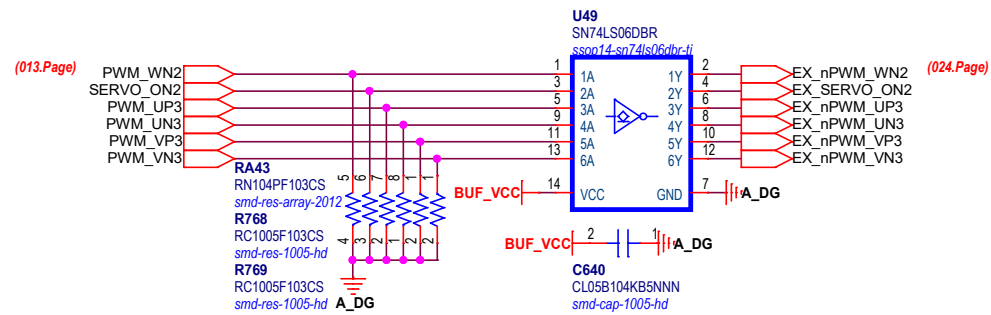 U49
SN74LS06DBR
ssop14-sn74ls06dbr-ti
(013.Page)
(024.Page)
PWM_WN2 1 1A 1Y 2 EX_nPWM_WN2
SERVO_ON2 3 2A 2Y 4 EX_SERVO_ON2
PWM_UP3 5 3A 3Y 6 EX_nPWM_UP3
PWM_UN3 9 4A 4Y 8 EX_nPWM_UN3
PWM_VP3 11 5A 5Y 10 EX_nPWM_VP3
PWM_VN3 13 6A 6Y 12 EX_nPWM_VN3
RA43
RN104PF103CS
smd-res-array-2012
5 6 7 8 1 1
R768
RC1005F103CS
smd-res-1005-hd
4 3 2 1 2 2
R769
RC1005F103CS
smd-res-1005-hd
A_DG
BUF_VCC 14 VCC GND 7 A_DG
BUF_VCC 2 1 A_DG
C640
CL05B104KB5NNN
smd-cap-1005-hd